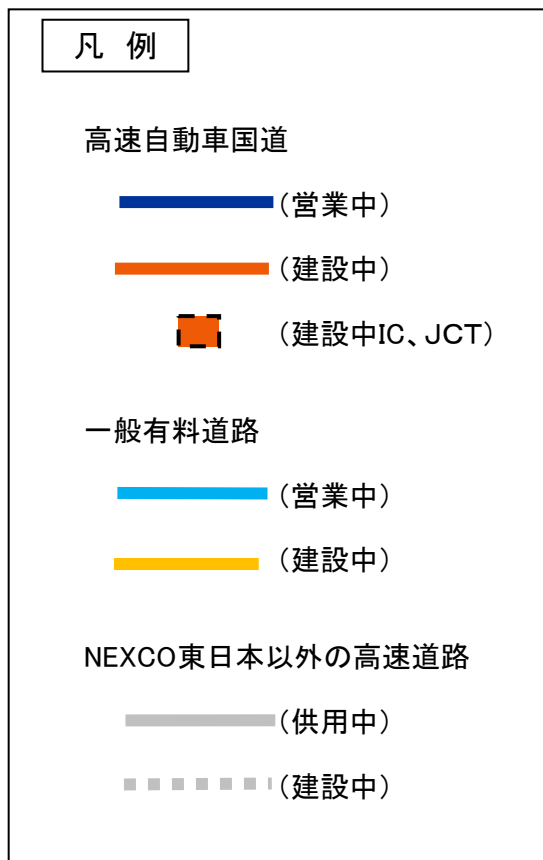 凡 例
高速自動車国道
（営業中）
（建設中）
（建設中IC、JCT）
一般有料道路
（営業中）
（建設中）
NEXCO東日本以外の高速道路
（供用中）
（建設中）